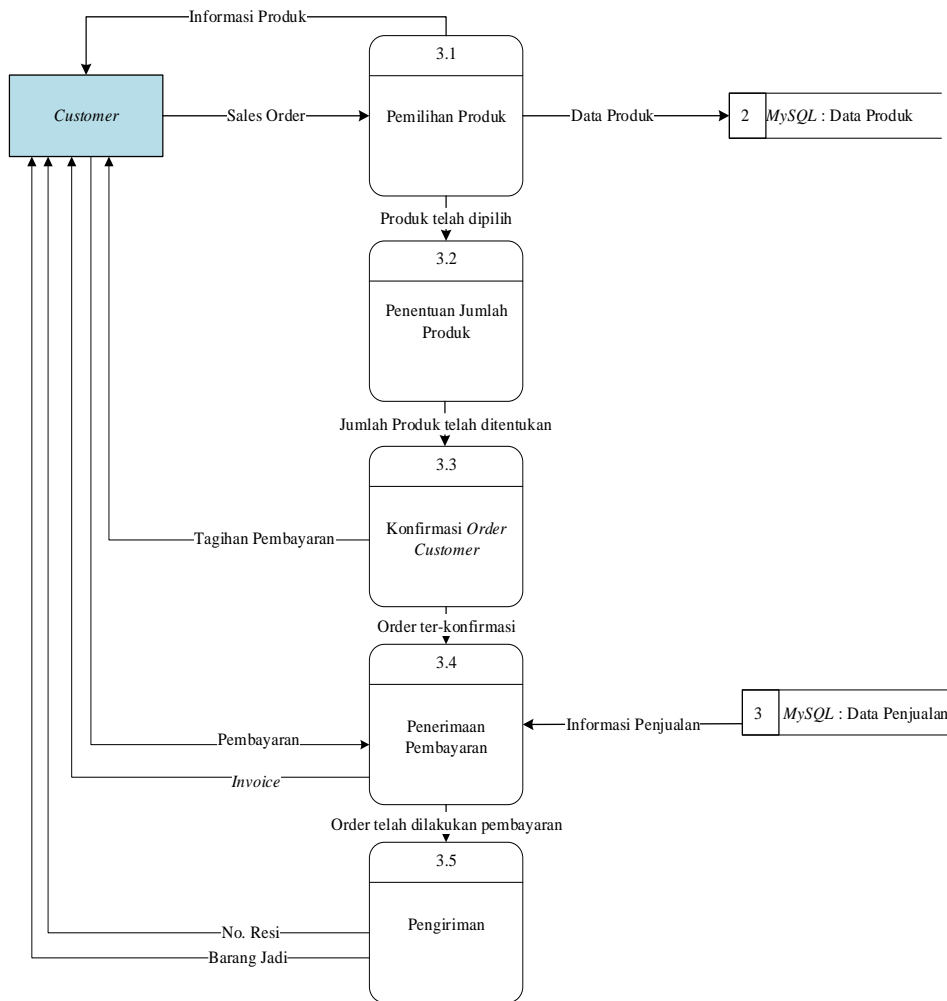 Informasi Produk
3.1
Customer
Sales Order
Pemilihan Produk
Data Produk
2
MySQL : Data Produk
Produk telah dipilih
3.2
Penentuan Jumlah
Produk
Jumlah Produk telah ditentukan
3.3
Konfirmasi Order
Customer
Tagihan Pembayaran
Order ter-konfirmasi
3.4
Penerimaan
Pembayaran
Informasi Penjualan
3
MySQL : Data Penjualan
Pembayaran
Invoice
Order telah dilakukan pembayaran
3.5
Pengiriman
No. Resi
Barang Jadi